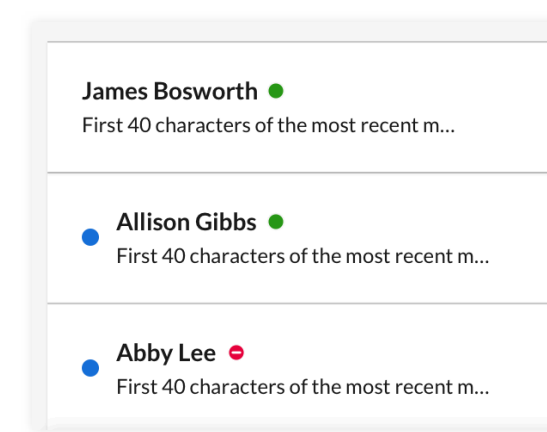 James Bosworth
First 40 characters of the most recent m...
Allison Gibbs
First 40 characters of the most recent m...
Abby Lee
First 40 characters of the most recent m...